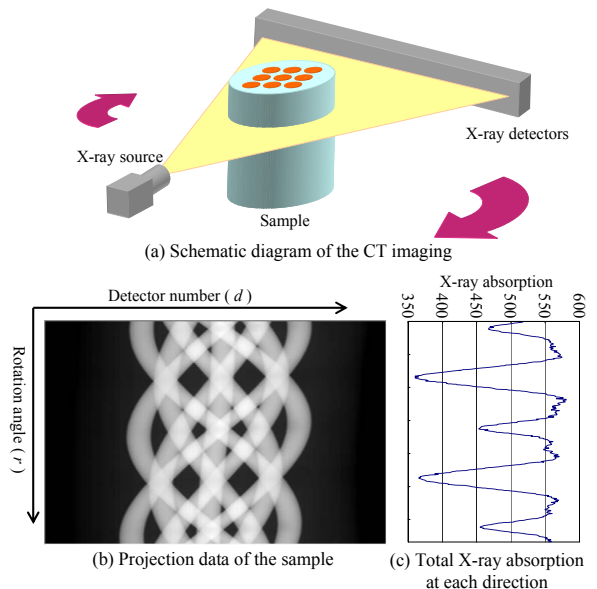 X-ray source
X-ray detectors
Sample
(a) Schematic diagram of the CT imaging
Detector number ( d )
Rotation angle ( r )
(b) Projection data of the sample
X-ray absorption
350 400 450 500 550 600
(c) Total X-ray absorption
at each direction